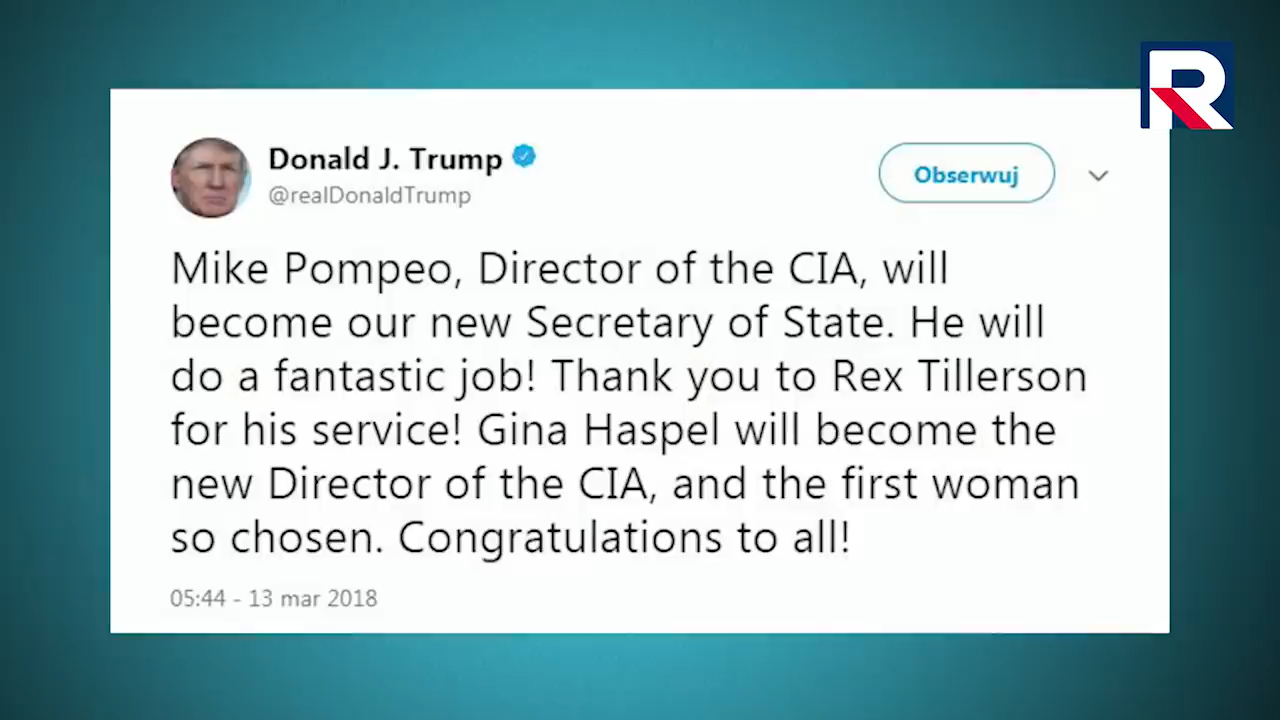 R
Donald J. Trump
@realDonaldTrump
Obserwuj
Mike Pompeo, Director of the CIA, will
become our new Secretary of State. He will
do a fantastic job! Thank you to Rex Tillerson
for his service! Gina Haspel will become the
new Director of the CIA, and the first woman
so chosen. Congratulations to all!
05:44 - 13 mar 2018